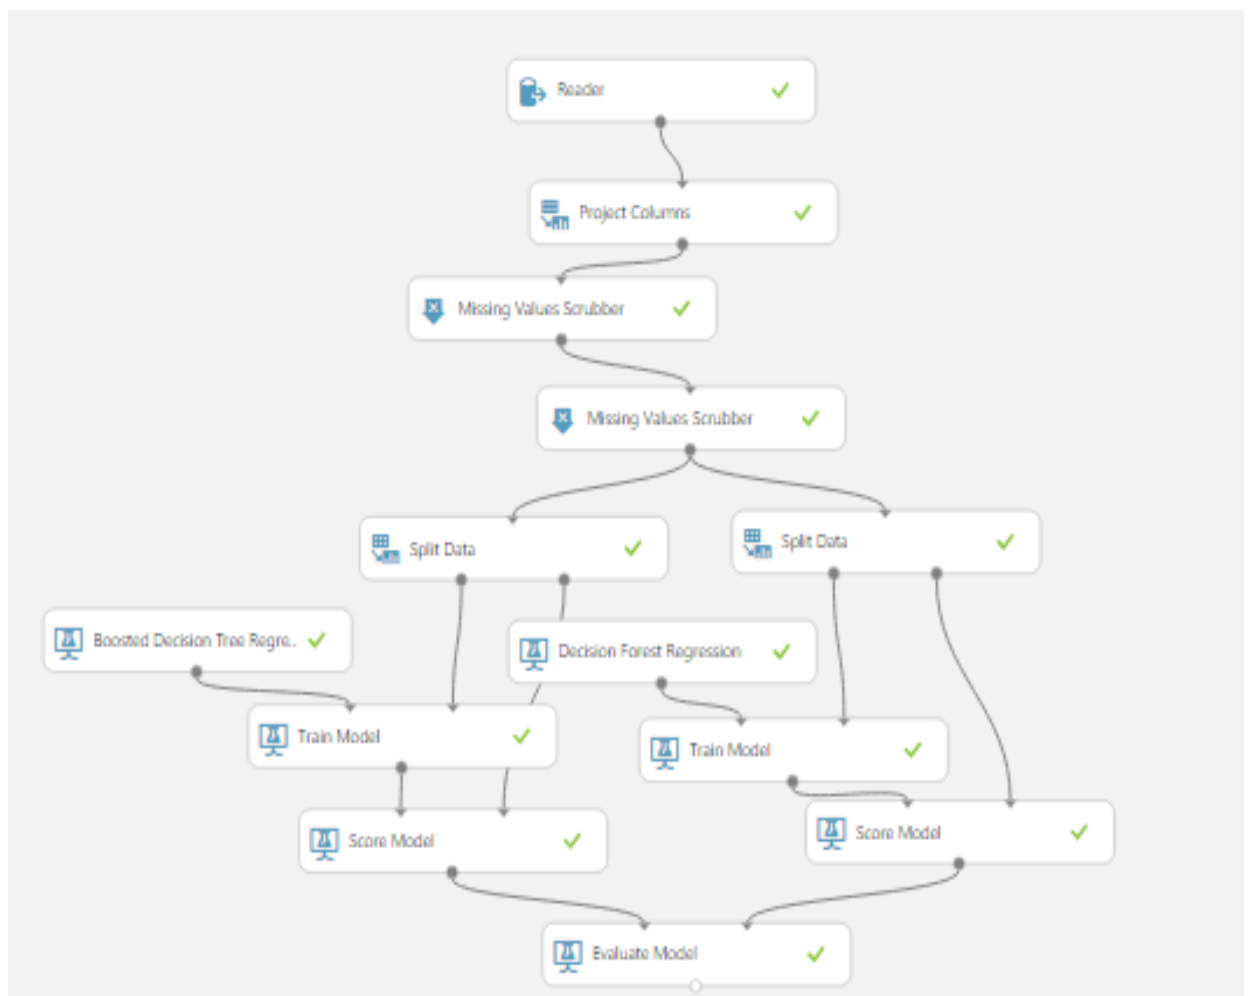 Reader
Project Columns
Missing Values Scrubber
Missing Values Scrubber
Split Data
Split Data
Boosted Decision Tree Regre..
Decision Forest Regression
Train Model
Train Model
Score Model
Score Model
Evaluate Model